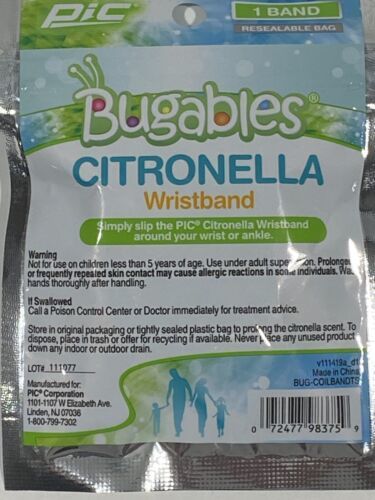 PiC
1 BAND
RESEALABLE BAG
Bugables®
CITRONELLA
Wristband
Simply slip the PIC® Citronella Wristband
around your wrist or ankle.
Warning
Not for use on children less than 5 years of age. Use under adult supervision. Prolonged
or frequently repeated skin contact may cause allergic reactions in some individuals. Wash
hands thoroughly after handling.
If Swallowed
Call a Poison Control Center or Doctor immediately for treatment advice.
Store in original packaging or tightly sealed plastic bag to prolong the citronella scent. To
dispose, place in trash or offer for recycling if available. Never place any unused product
down any indoor or outdoor drain.
LOT# 111077
v111419a_d1
Made in China
BUG-COILBANDTS
Manufactured for:
PIC® Corporation
1101-1107 W Elizabeth Ave.
Linden, NJ 07036
1-800-799-7302
0 72477 98375 9